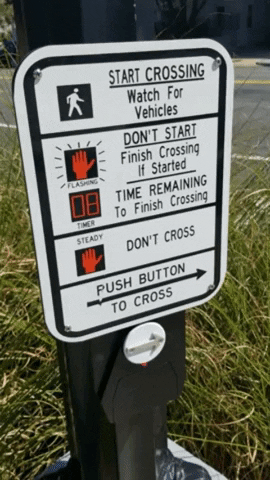 START CROSSING
Watch For
Vehicles
DON'T START
Finish Crossing
If Started
FLASHING
TIME REMAINING
To Finish Crossing
08
TIMER
STEADY
DON'T CROSS
PUSH BUTTON
TO CROSS